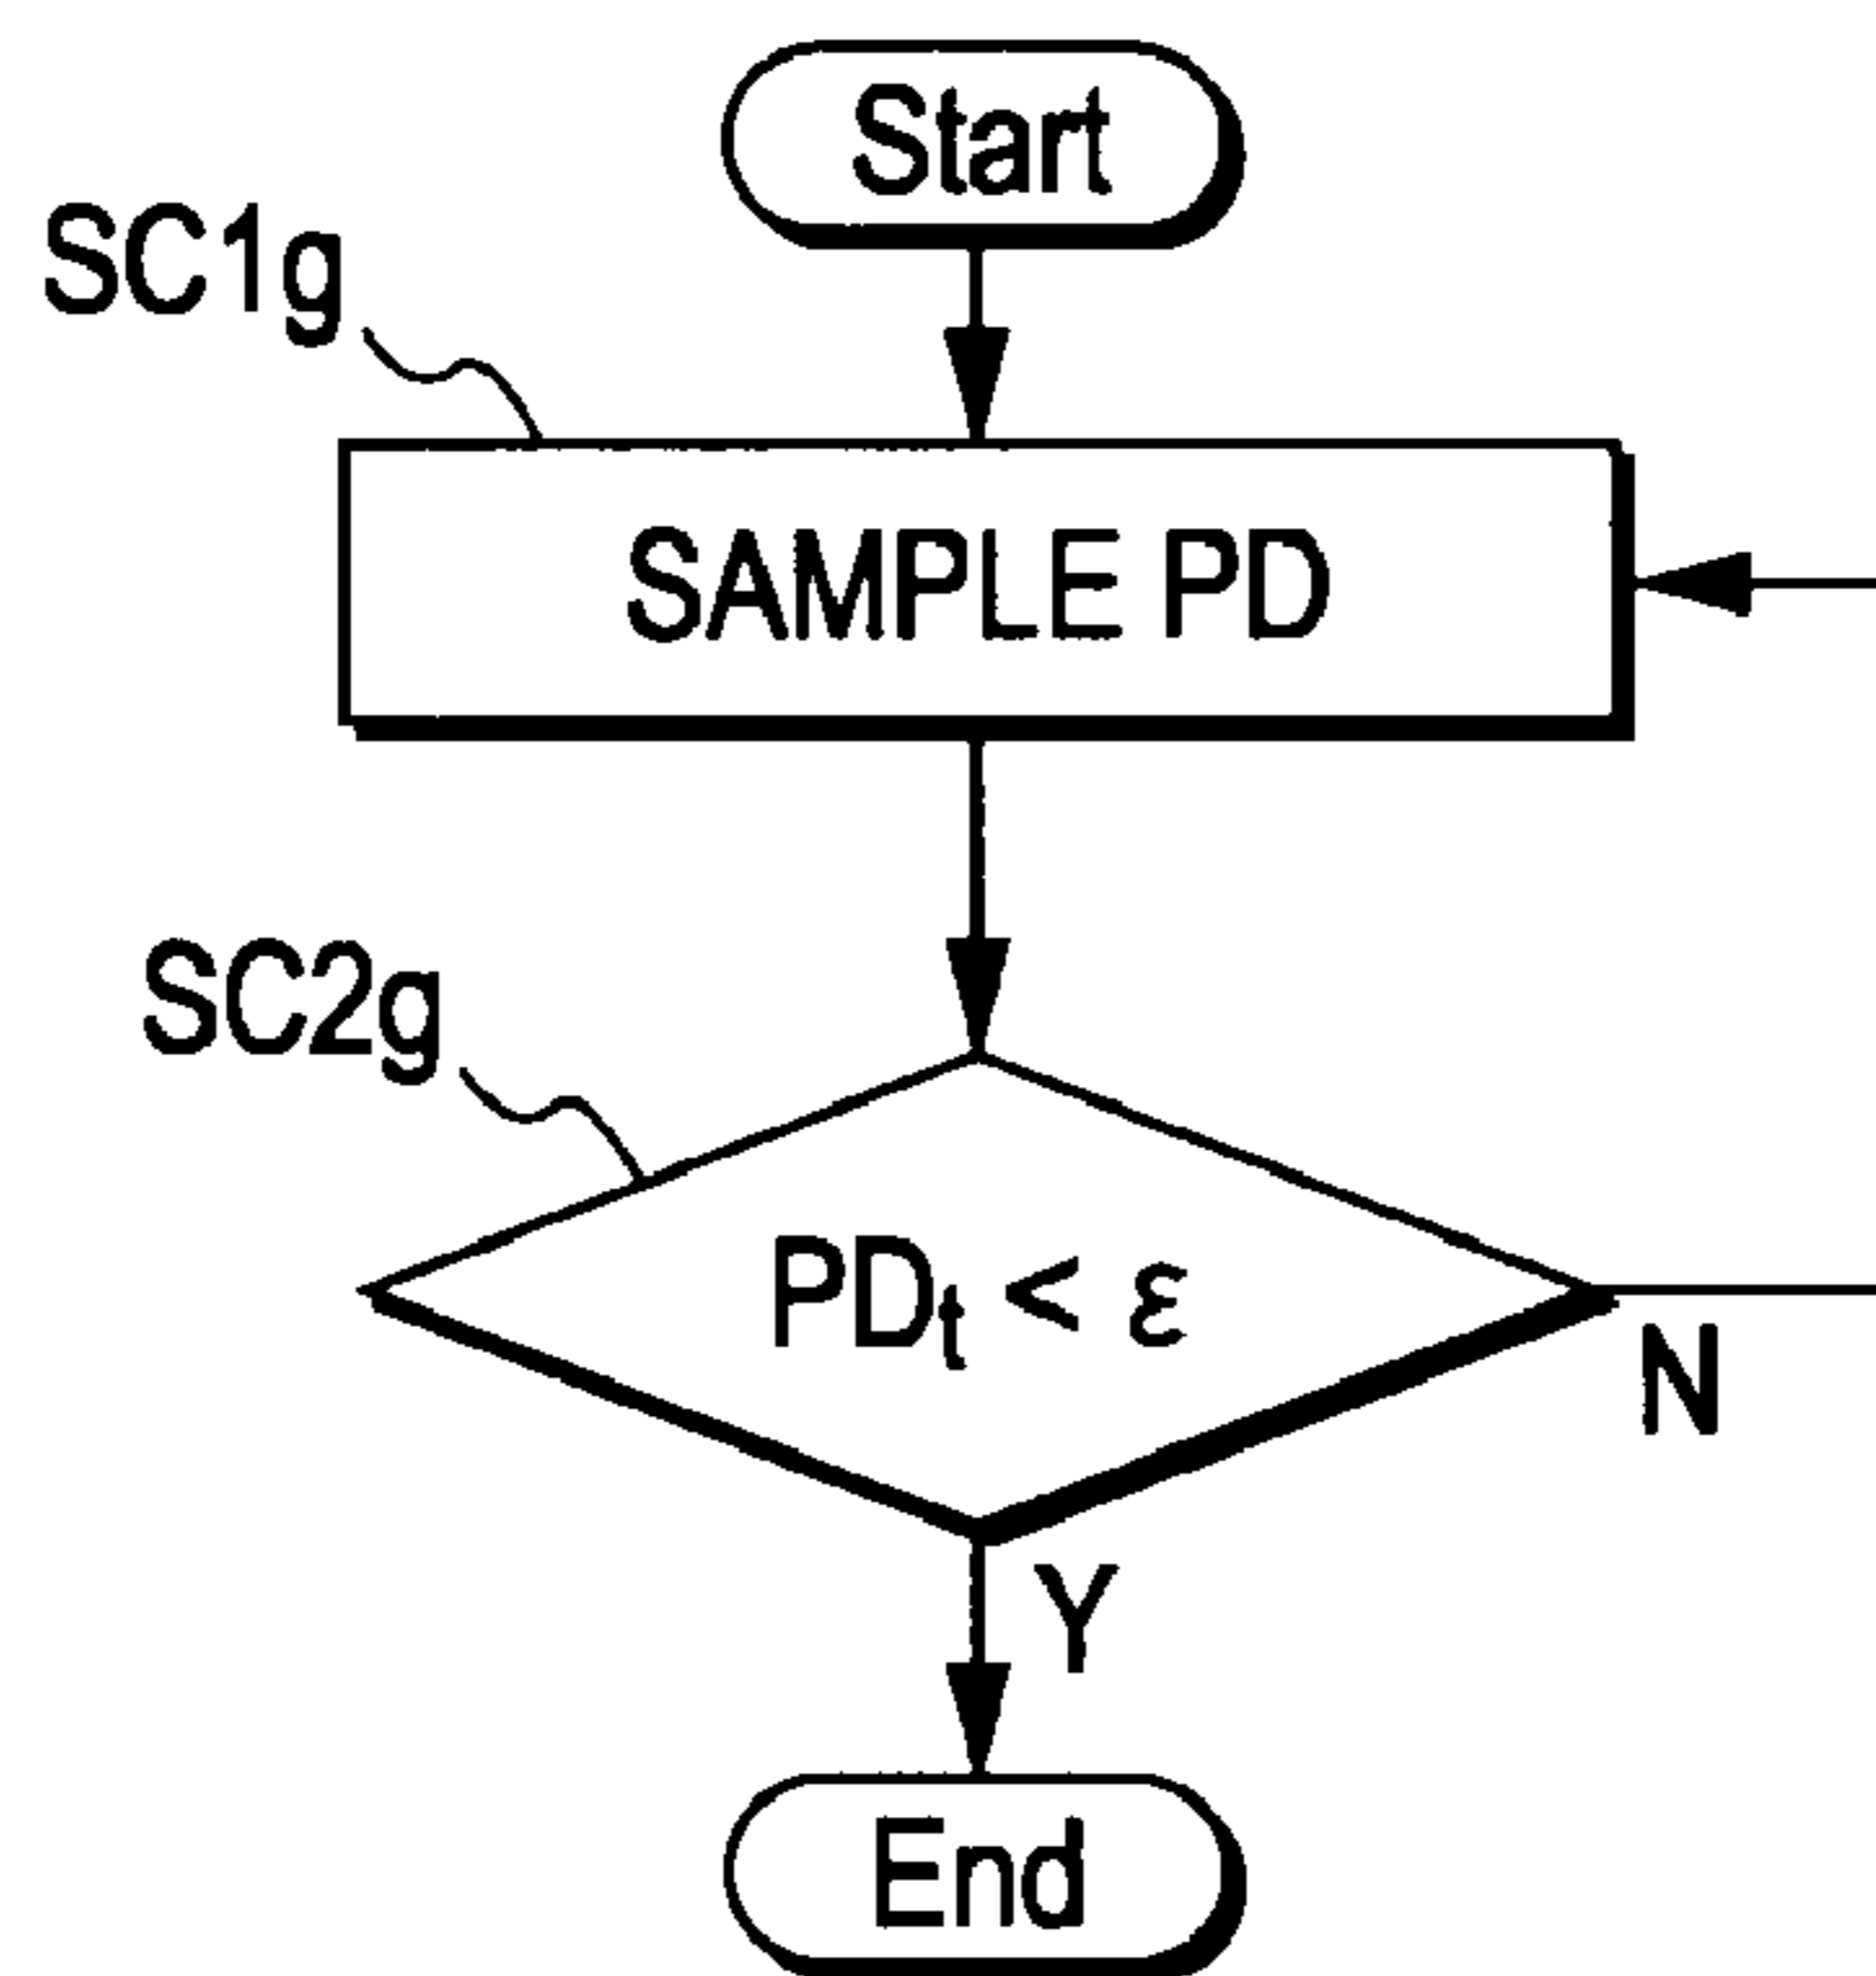 Start
SC1g
SAMPLE PD
SC2g
PDt < ε
N
Y
End